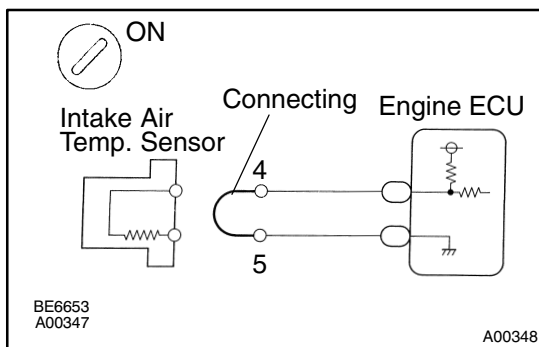 ON
Intake Air
Temp. Sensor
Connecting
Engine ECU
4
5
BE6653
A00347
A00348